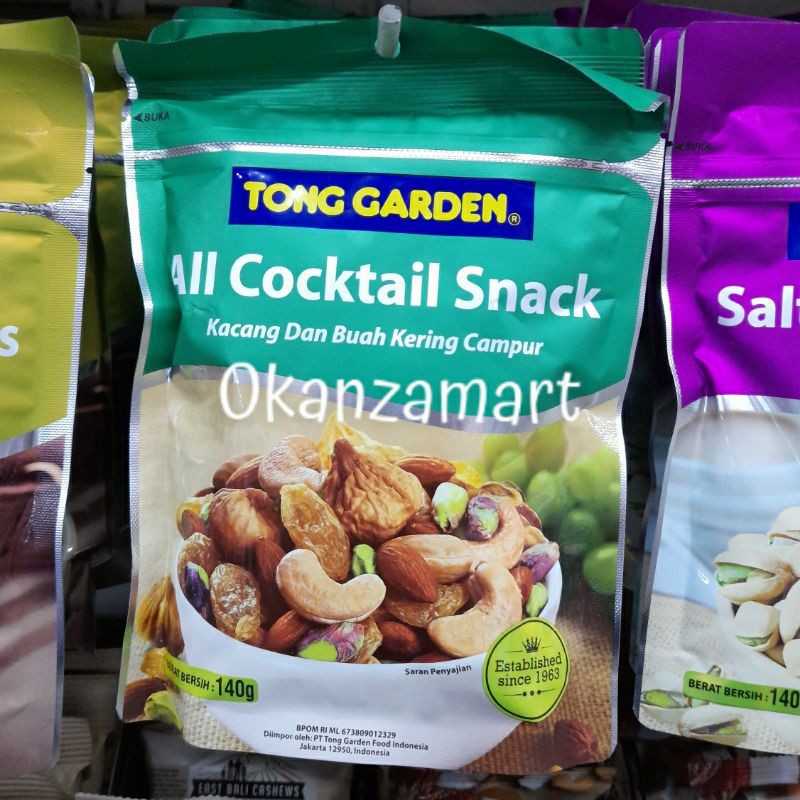 BUKA
TONG GARDEN®
All Cocktail Snack
Kacang Dan Buah Kering Campur
Okanzamart
Saran Penyajian
Established
since 1963
BERAT BERSIH : 140g
BPOM RI ML 673809012329
Diimpor oleh: PT Tong Garden Food Indonesia
Jakarta 12950, Indonesia
s
BUKA
Salt
BERAT BERSIH : 140
EAST BALI CASHEWS